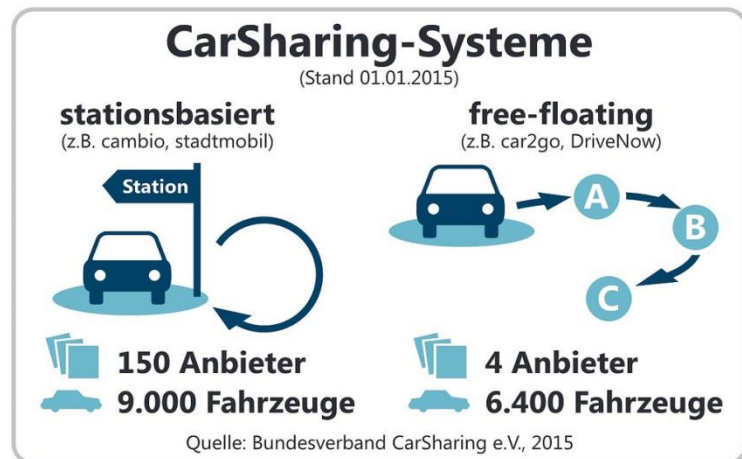 CarSharing-Systeme
(Stand 01.01.2015)
stationsbasiert
(z.B. cambio, stadtmobil)
Station
150 Anbieter
9.000 Fahrzeuge
free-floating
(z.B. car2go, DriveNow)
A
B
C
4 Anbieter
6.400 Fahrzeuge
Quelle: Bundesverband CarSharing e.V., 2015